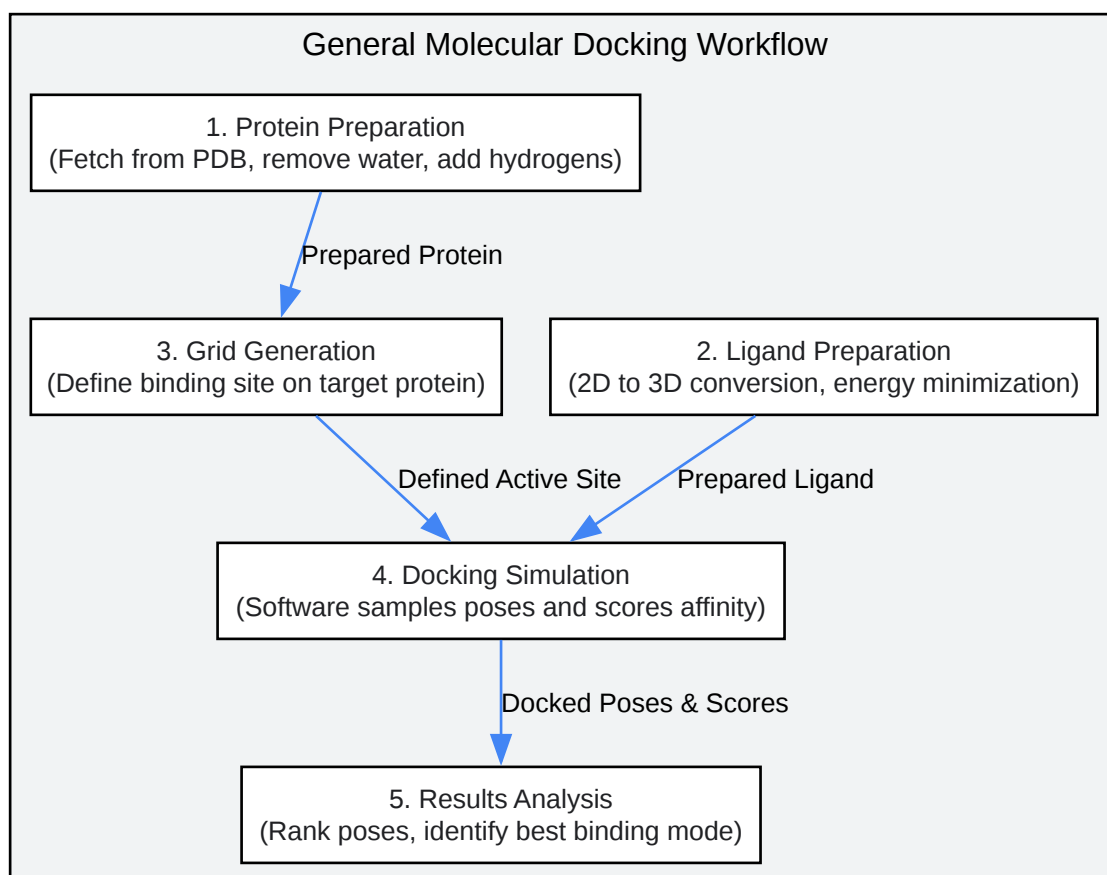 General Molecular Docking Workflow
1. Protein Preparation
(Fetch from PDB, remove water, add hydrogens)
Prepared Protein
3. Grid Generation
(Define binding site on target protein)
2. Ligand Preparation
(2D to 3D conversion, energy minimization)
Defined Active Site
Prepared Ligand
4. Docking Simulation
(Software samples poses and scores affinity)
Docked Poses & Scores
5. Results Analysis
(Rank poses, identify best binding mode)